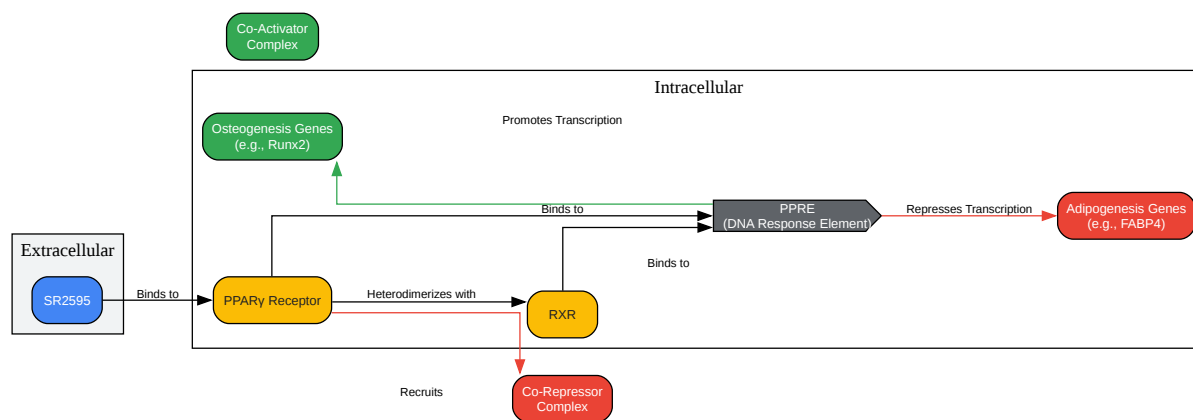 Co-Activator
Complex
Intracellular
Osteogenesis Genes
(e.g., Runx2)
Promotes Transcription
PPRE
(DNA Response Element)
Binds to
Represses Transcription
Adipogenesis Genes
(e.g., FABP4)
Extracellular
SR2595
Binds to
PPARγ Receptor
Heterodimerizes with
RXR
Binds to
Recruits
Co-Repressor
Complex